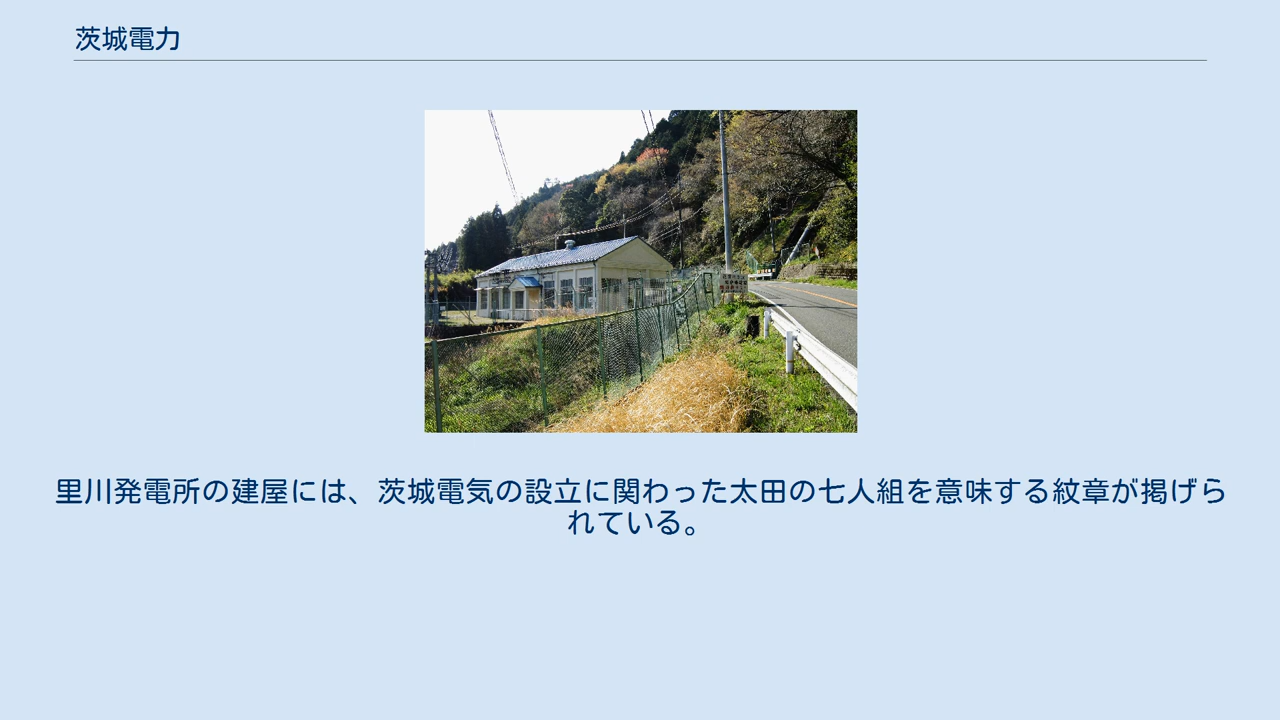 茨城電力
里川発電所の建屋には、茨城電気の設立に関わった太田の七人組を意味する紋章が掲げら
れている。